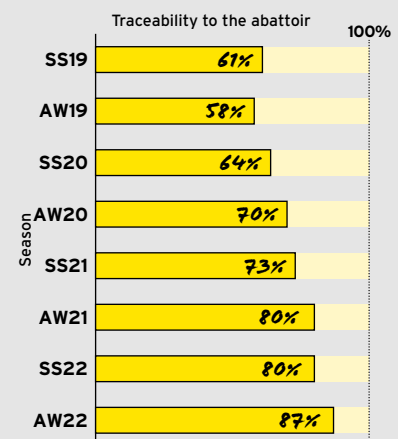 Traceability to the abattoir
100%
SS19 61%
AW19 58%
SS20 64%
Season
AW20 70%
SS21 73%
AW21 80%
SS22 80%
AW22 87%